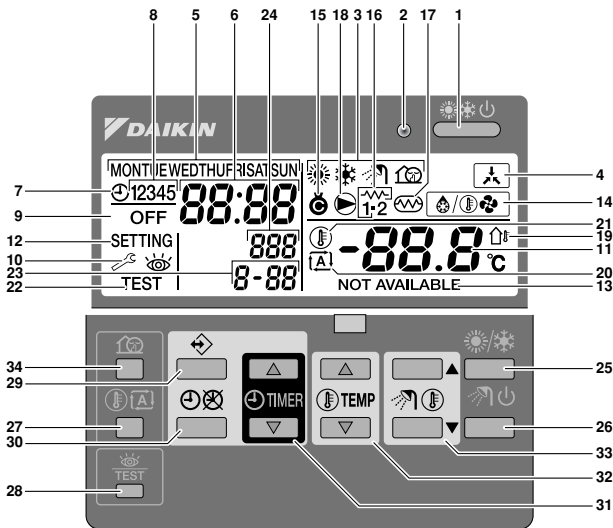 8 5 6 24 15 18 3 16 17 2 1
DAIKIN
MONTUEWEDTHUFRISATSUN
4
7 12345 88:88
1·2 14
9 OFF
21
12 SETTING 888 -88.8 °C 19
10 11
23 8-88 A 20
22 TEST NOT AVAILABLE 13
34
29 25
TIMER TEMP
27 A
30 26
33
TEST 32
28
31